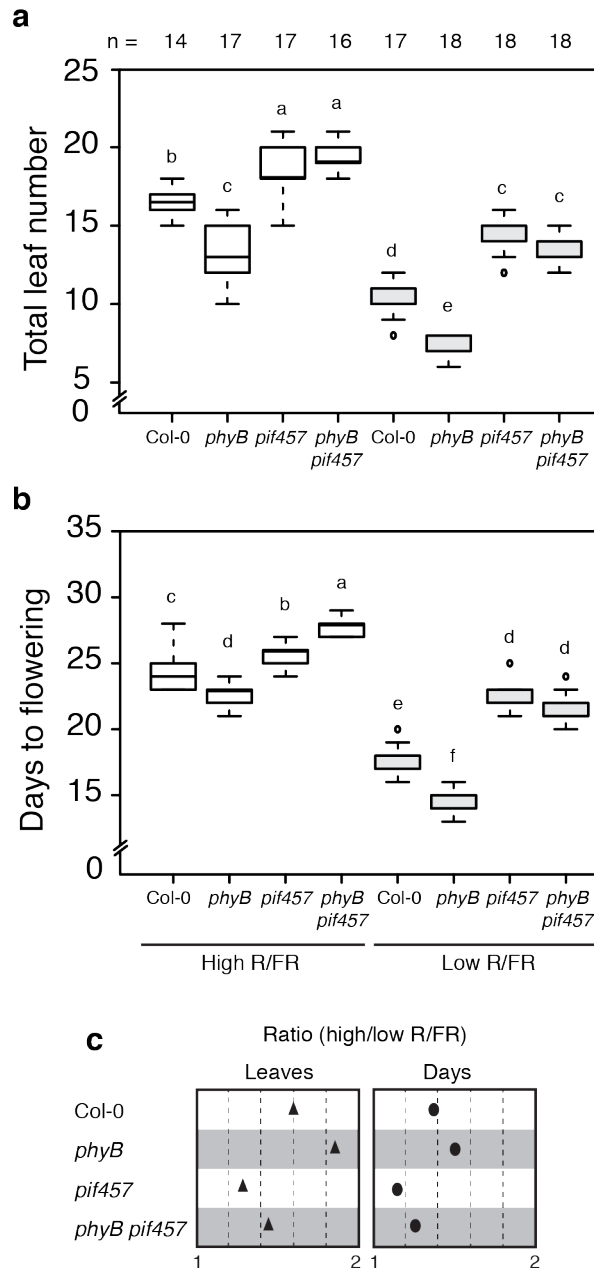 a
n = 14 17 17 16 17 18 18 18
Total leaf number
25
20
15
10
5
0
b c a a d e c c
Col-0 phyB pif457 phyB pif457 Col-0 phyB pif457 phyB pif457
b
Days to flowering
35
30
25
20
15
0
c d b a e f d d
Col-0 phyB pif457 phyB pif457 Col-0 phyB pif457 phyB pif457
High R/FR Low R/FR
c
Ratio (high/low R/FR)
Leaves Days
Col-0
phyB
pif457
phyB pif457
1 2 1 2